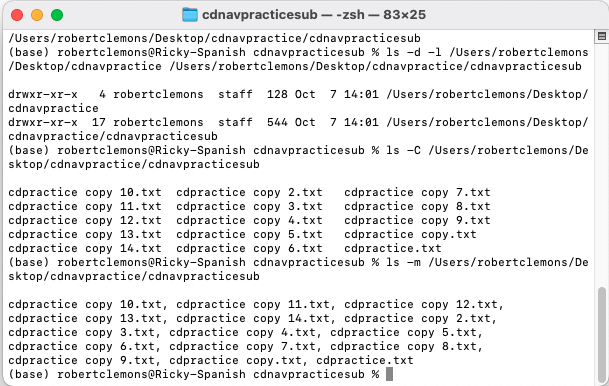 cdnavpracticesub — -zsh — 83×25
/Users/robertclemons/Desktop/cdnavpractice/cdnavpracticesub
(base) robertclemons@Ricky-Spanish cdnavpracticesub % ls -d -l /Users/robertclemons
/Desktop/cdnavpractice /Users/robertclemons/Desktop/cdnavpractice/cdnavpracticesub
drwxr-xr-x   4 robertclemons  staff  128 Oct  7 14:01 /Users/robertclemons/Desktop/
cdnavpractice
drwxr-xr-x  17 robertclemons  staff  544 Oct  7 14:01 /Users/robertclemons/Desktop/
cdnavpractice/cdnavpracticesub
(base) robertclemons@Ricky-Spanish cdnavpracticesub % ls -C /Users/robertclemons/De
sktop/cdnavpractice/cdnavpracticesub
cdpractice copy 10.txt  cdpractice copy 2.txt   cdpractice copy 7.txt
cdpractice copy 11.txt  cdpractice copy 3.txt   cdpractice copy 8.txt
cdpractice copy 12.txt  cdpractice copy 4.txt   cdpractice copy 9.txt
cdpractice copy 13.txt  cdpractice copy 5.txt   cdpractice copy.txt
cdpractice copy 14.txt  cdpractice copy 6.txt   cdpractice.txt
(base) robertclemons@Ricky-Spanish cdnavpracticesub % ls -m /Users/robertclemons/De
sktop/cdnavpractice/cdnavpracticesub
cdpractice copy 10.txt, cdpractice copy 11.txt, cdpractice copy 12.txt,
cdpractice copy 13.txt, cdpractice copy 14.txt, cdpractice copy 2.txt,
cdpractice copy 3.txt, cdpractice copy 4.txt, cdpractice copy 5.txt,
cdpractice copy 6.txt, cdpractice copy 7.txt, cdpractice copy 8.txt,
cdpractice copy 9.txt, cdpractice copy.txt, cdpractice.txt
(base) robertclemons@Ricky-Spanish cdnavpracticesub %